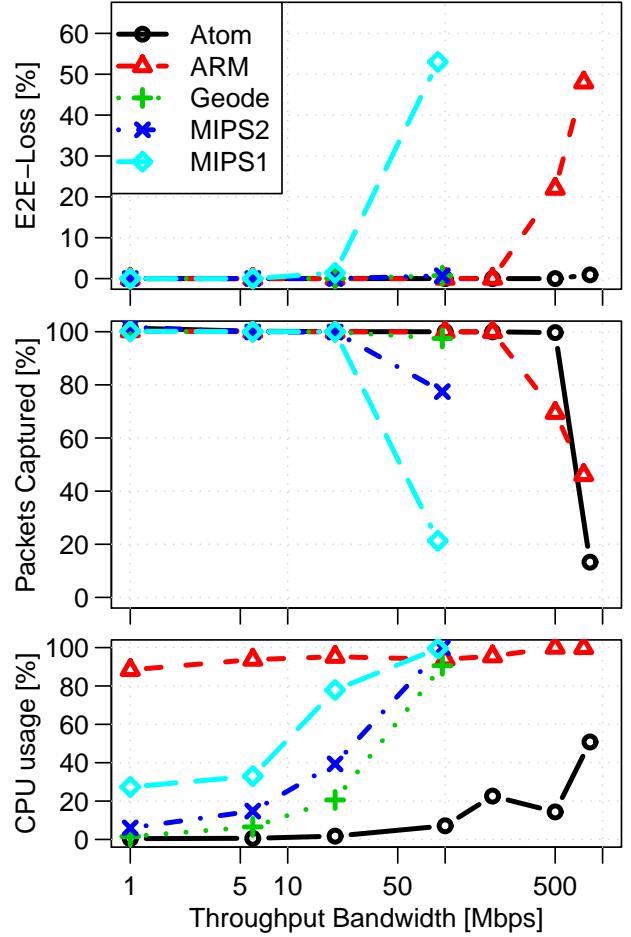 E2E−Loss [%]
60
50
40
30
20
10
0
Atom
ARM
Geode
MIPS2
MIPS1
Packets Captured [%]
100
80
60
40
20
0
CPU usage [%]
100
80
60
40
20
0
1 5 10 50 500
Throughput Bandwidth [Mbps]